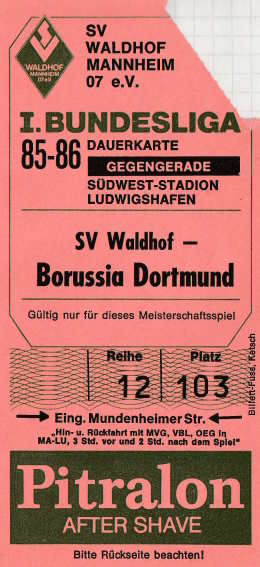 WALDHOF
MANNHEIM
07 e.V.
SV
WALDHOF
MANNHEIM
07 e.V.
I. BUNDESLIGA
85-86 DAUERKARTE
GEGENGERADE
SÜDWEST-STADION
LUDWIGSHAFEN
SV Waldhof –
Borussia Dortmund
Gültig nur für dieses Meisterschaftsspiel
Reihe Platz
12 103
Eing. Mundenheimer Str.
„Hin- u. Rückfahrt mit MVG, VBL, OEG in
MA-LU, 3 Std. vor und 2 Std. nach dem Spiel"
Pitralon
AFTER SHAVE
Bitte Rückseite beachten!
Billett-Fuss, Ketsch